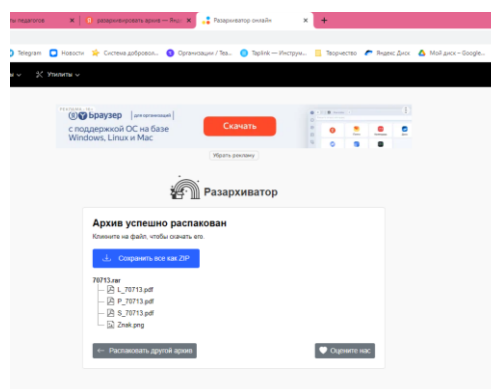 разархивировать архив — Янд
Разархиватор онлайн
Telegram
Новости
Система доброволь...
Организации / Tea...
Taplink — Инструм...
Творчество
Яндекс Диск
Мой диск – Google...
Утилиты
Браузер
для организаций
с поддержкой ОС на базе
Windows, Linux и Mac
Скачать
Убрать рекламу
Разархиватор
Архив успешно распакован
Кликните на файл, чтобы скачать его.
Сохранить все как ZIP
70713.rar
L_70713.pdf
P_70713.pdf
S_70713.pdf
Znak.png
Распаковать другой архив
Оцените нас